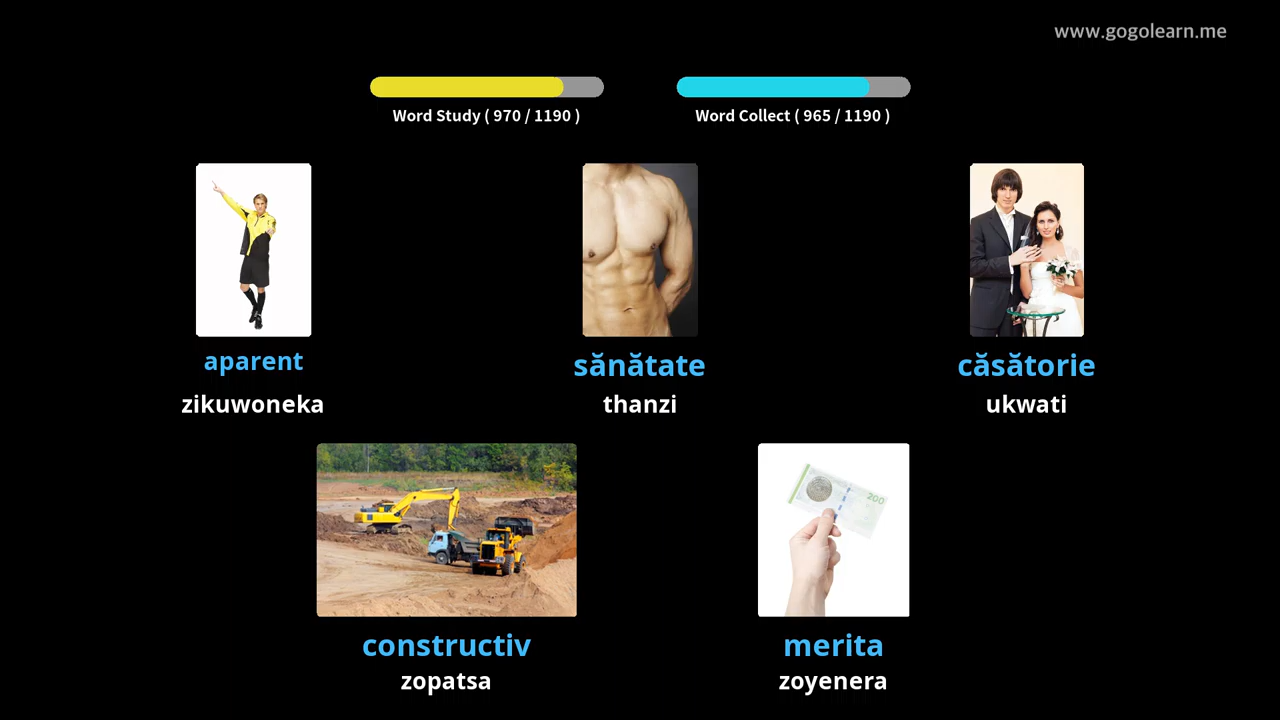 www.gogolearn.me
Word Study ( 970 / 1190 )
Word Collect ( 965 / 1190 )
aparent
zikuwoneka
sănătate
thanzi
căsătorie
ukwati
200
constructiv
zopatsa
merita
zoyenera